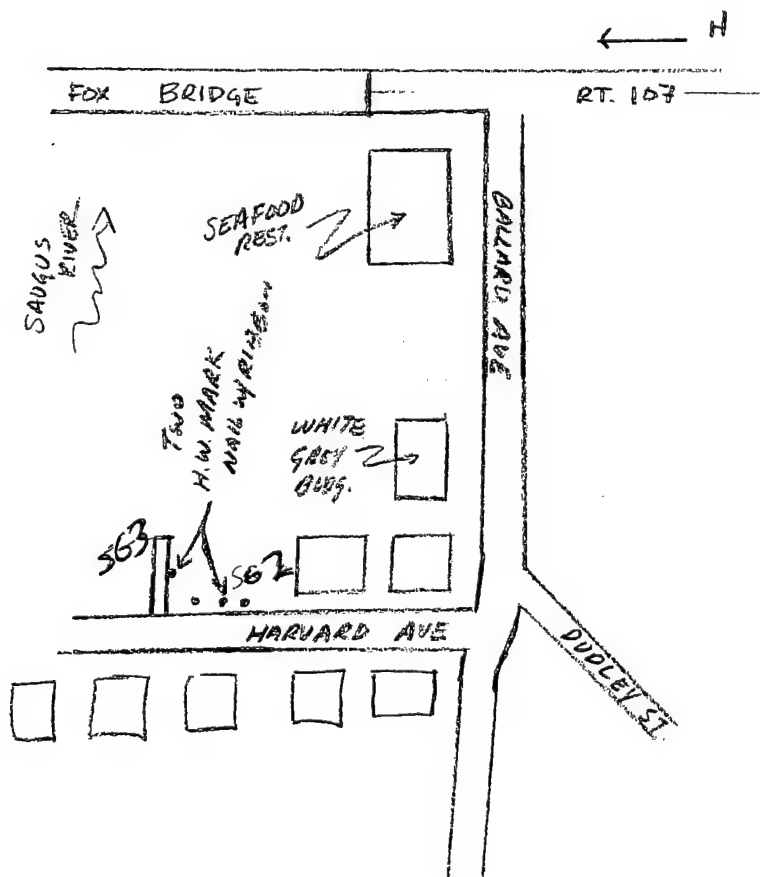 N
FOX BRIDGE
RT. 107
SEAFOOD
REST.
BALLARD AVE
SAUGUS
RIVER
TWO
H.W. MARK
NAIL W/ RIBBON
WHITE
GREY
BLDG.
SG3
SG2
HARVARD AVE
DUDLEY ST.